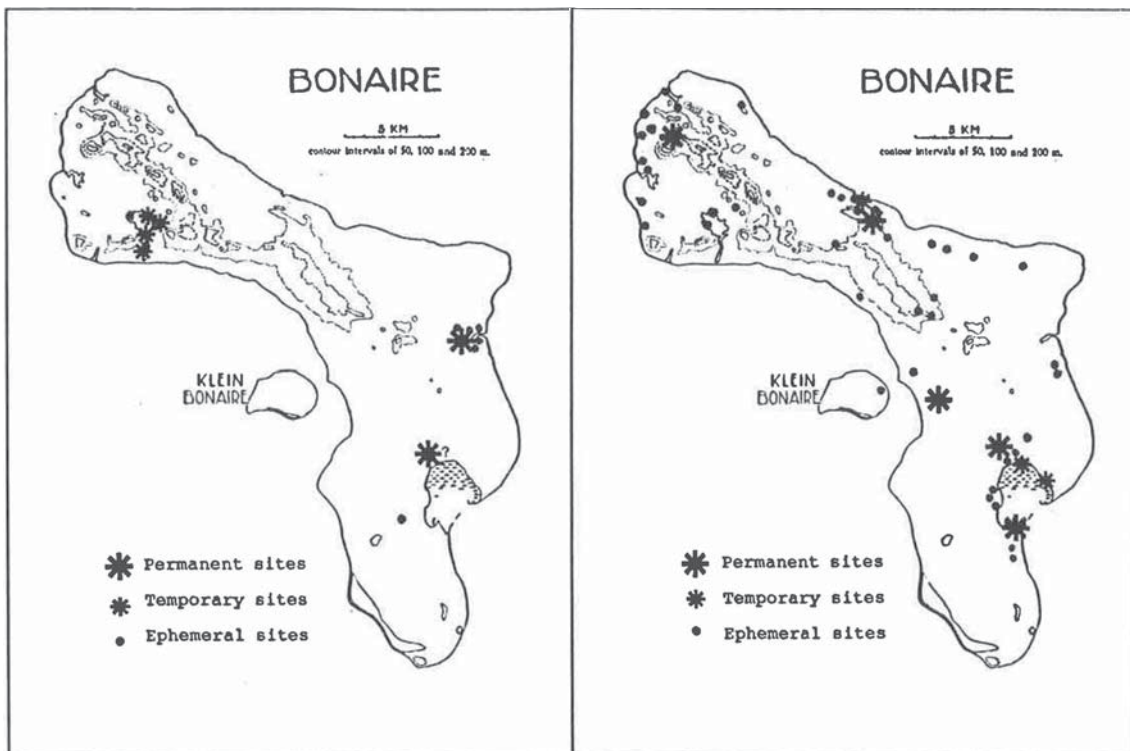 BONAIRE
5 KM
contour intervals of 50, 100 and 200 m.
KLEIN
BONAIRE
?
Permanent sites
Temporary sites
Ephemeral sites
BONAIRE
5 KM
contour intervals of 50, 100 and 200 m.
KLEIN
BONAIRE
Permanent sites
Temporary sites
Ephemeral sites